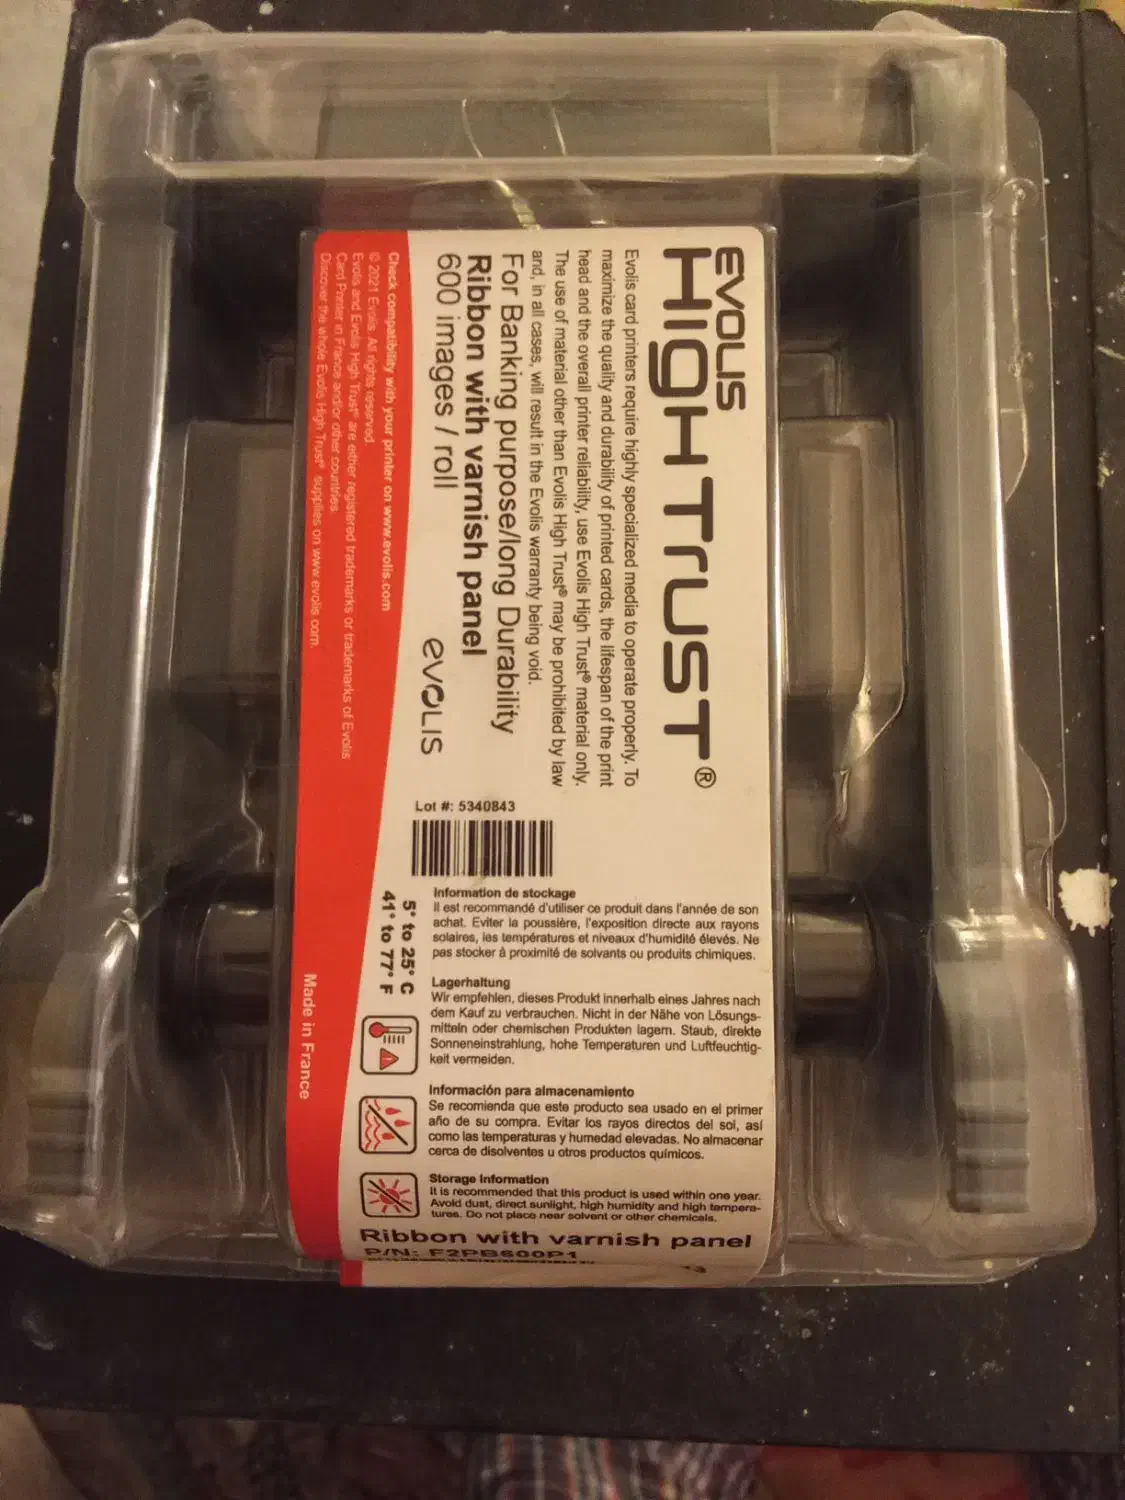 EVOLIS
HIGH TRUST®
Evolis card printers require highly specialized media to operate properly. To
maximize the quality and durability of printed cards, the lifespan of the print
head and the overall printer reliability, use Evolis High Trust® material only.
The use of material other than Evolis High Trust® may be prohibited by law
and, in all cases, will result in the Evolis warranty being void.
For Banking purpose/long Durability
Ribbon with varnish panel
600 images / roll
evolis
Check compatibility with your printer on www.evolis.com
© 2021 Evolis. All rights reserved.
Evolis and Evolis High Trust® are either registered trademarks or trademarks of Evolis
Card Printer in France and/or other countries.
Discover the whole Evolis High Trust® supplies on www.evolis.com.
Lot #: 5340843
5° to 25° C
41° to 77° F
Made in France
Information de stockage
Il est recommandé d'utiliser ce produit dans l'année de son
achat. Eviter la poussière, l'exposition directe aux rayons
solaires, les températures et niveaux d'humidité élevés. Ne
pas stocker à proximité de solvants ou produits chimiques.
Lagerhaltung
Wir empfehlen, dieses Produkt innerhalb eines Jahres nach
dem Kauf zu verbrauchen. Nicht in der Nähe von Lösungs-
mitteln oder chemischen Produkten lagern. Staub, direkte
Sonneneinstrahlung, hohe Temperaturen und Luftfeuchtig-
keit vermeiden.
Información para almacenamiento
Se recomienda que este producto sea usado en el primer
año de su compra. Evitar los rayos directos del sol, así
como las temperaturas y humedad elevadas. No almacenar
cerca de disolventes u otros productos químicos.
Storage Information
It is recommended that this product is used within one year.
Avoid dust, direct sunlight, high humidity and high tempera-
tures. Do not place near solvent or other chemicals.
Ribbon with varnish panel
P/N: F2PB600P1